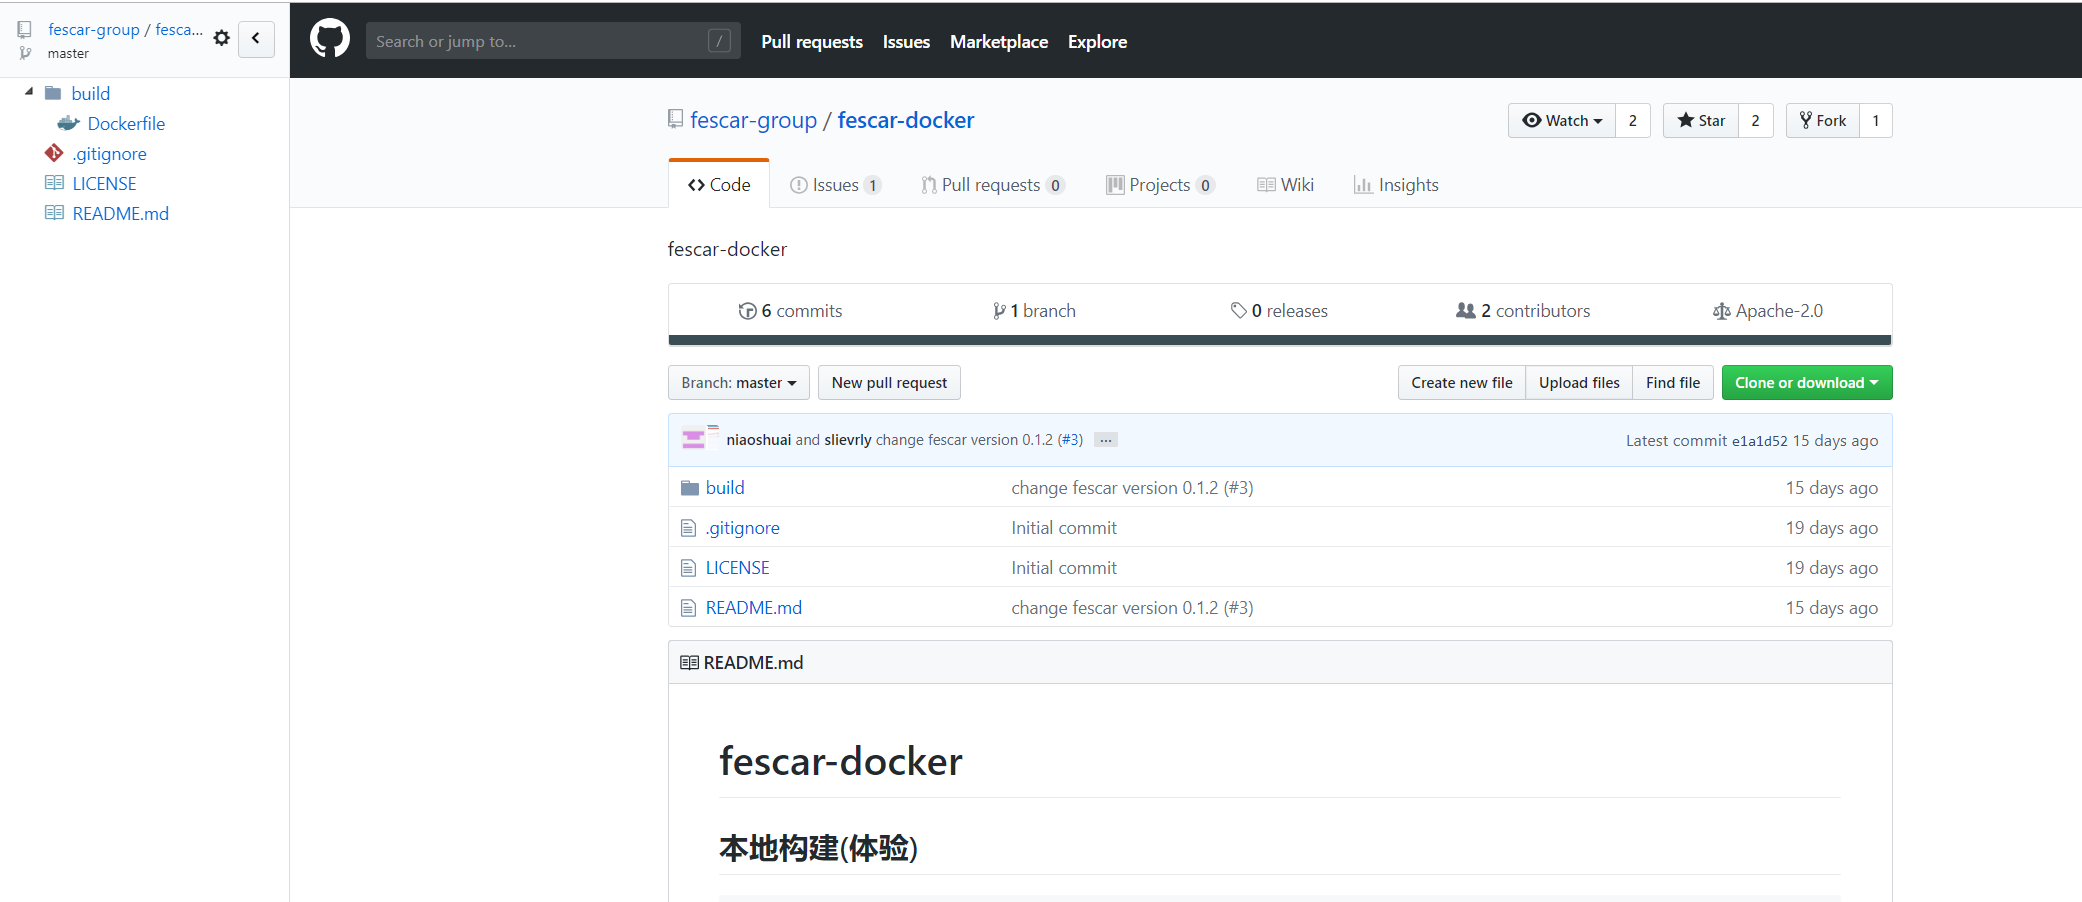 fescar-group / fesca...
master
build
Dockerfile
.gitignore
LICENSE
README.md
Search or jump to...
/
Pull requests Issues Marketplace Explore
fescar-group / fescar-docker
Watch 2 Star 2 Fork 1
Code Issues 1 Pull requests 0 Projects 0 Wiki Insights
fescar-docker
6 commits 1 branch 0 releases 2 contributors Apache-2.0
Branch: master New pull request Create new file Upload files Find file Clone or download
niaoshuai and slievrly change fescar version 0.1.2 (#3) ... Latest commit e1a1d52 15 days ago
build change fescar version 0.1.2 (#3) 15 days ago
.gitignore Initial commit 19 days ago
LICENSE Initial commit 19 days ago
README.md change fescar version 0.1.2 (#3) 15 days ago
README.md
fescar-docker
本地构建(体验)